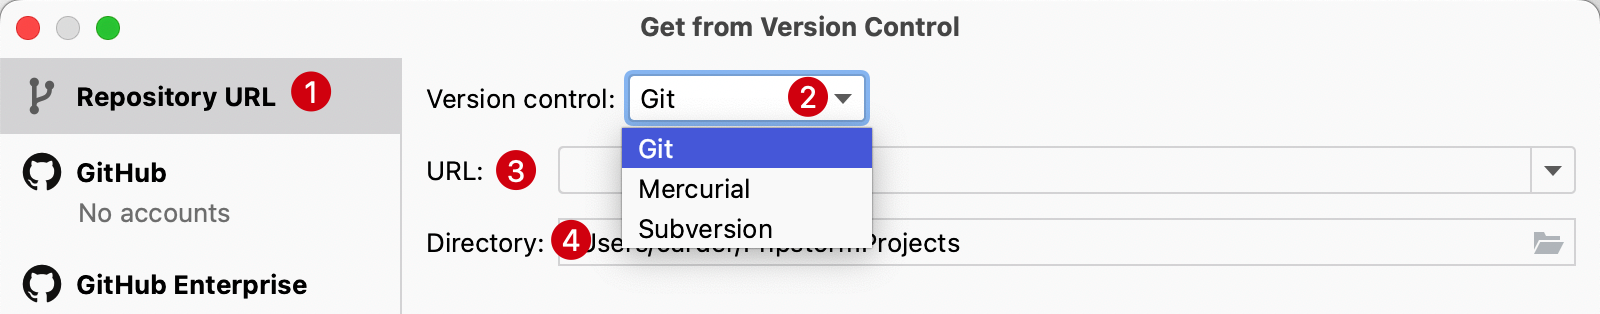 Get from Version Control
Repository URL 1
Version control: Git 2
Git
Mercurial
Subversion
URL: 3
GitHub
No accounts
Directory: 4
GitHub Enterprise